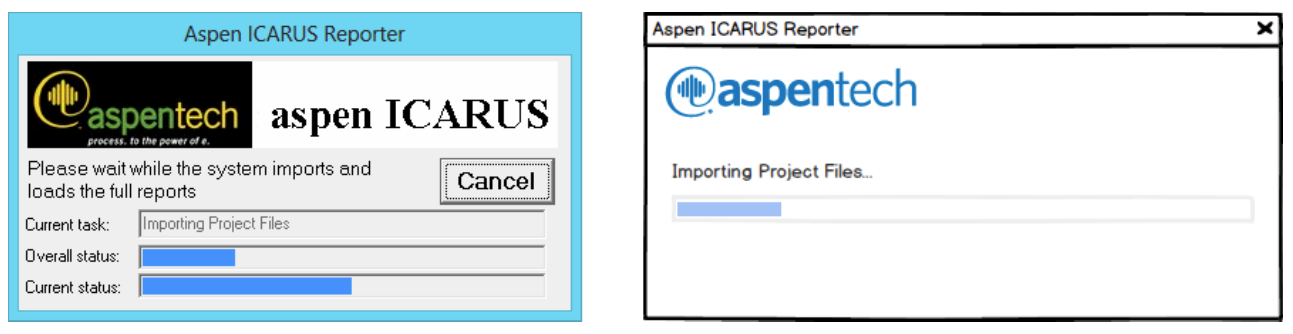 Aspen ICARUS Reporter
aspentech
process. to the power of e.
aspen ICARUS
Please wait while the system imports and
loads the full reports
Cancel
Current task:
Importing Project Files
Overall status:
Current status:
Aspen ICARUS Reporter
aspentech
Importing Project Files...